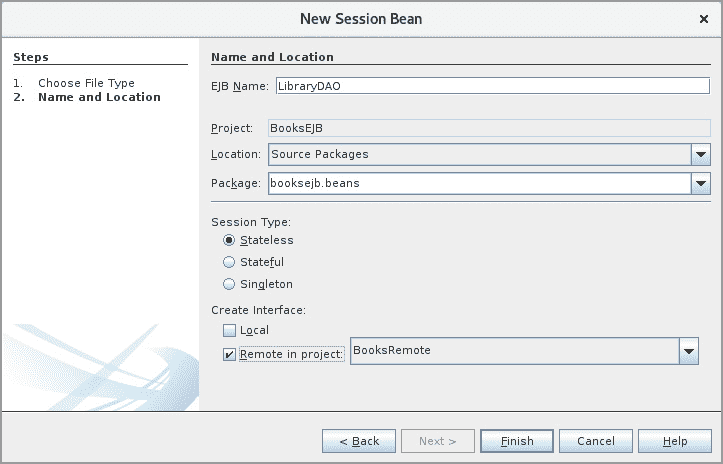 New Session Bean
Steps
1. Choose File Type
2. Name and Location
Name and Location
EJB Name: LibraryDAO
Project: BooksEJB
Location: Source Packages
Package: booksejb.beans
Session Type:
Stateless
Stateful
Singleton
Create Interface:
Local
Remote in project: BooksRemote
< Back Next > Finish Cancel Help